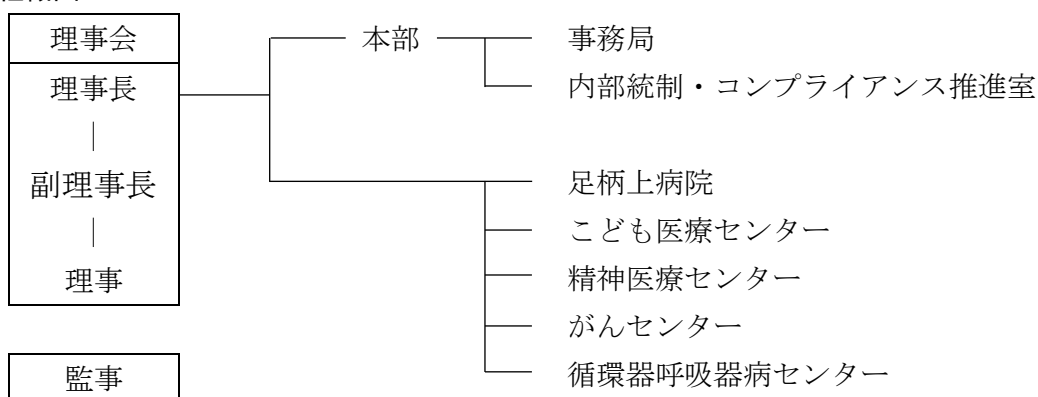 理事会
理事長
｜
副理事長
｜
理事
監事
本部
事務局
内部統制・コンプライアンス推進室
足柄上病院
こども医療センター
精神医療センター
がんセンター
循環器呼吸器病センター